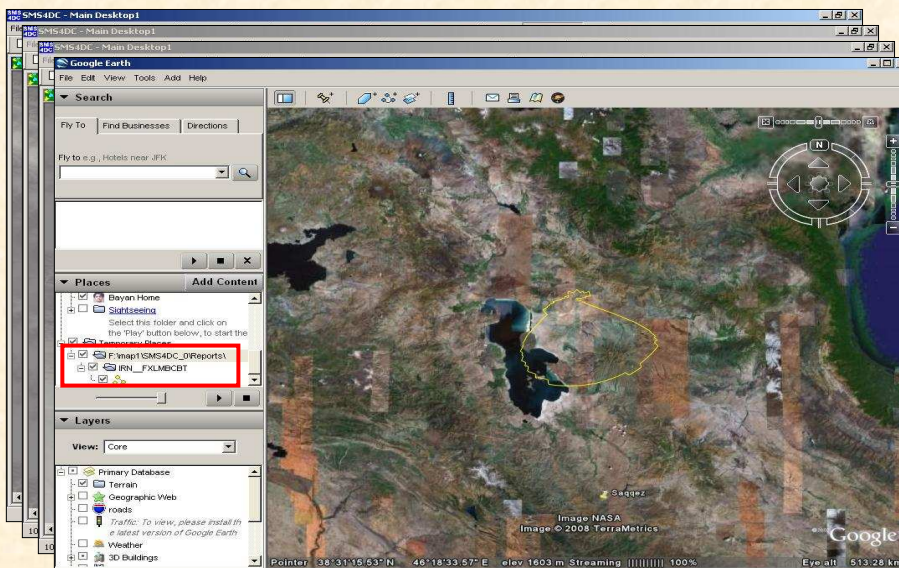 SMS4DC - Main Desktop1
SMS4DC - Main Desktop1
SMS4DC - Main Desktop1
Google Earth
File Edit View Tools Add Help
Search
Fly To Find Businesses Directions
Fly to e.g., Hotels near JFK
Places Add Content
Bayan Home
Sightseeing
Select this folder and click on
the 'Play' button below, to start the
Temporary Places
F:\map1\SMS4DC_0\Reports\
IRN__FXLMBCBT
Layers
View: Core
Primary Database
Terrain
Geographic Web
roads
Traffic: To view, please install th
e latest version of Google Earth
Weather
3D Buildings
N
Saqqez
Image NASA
Image © 2008 TerraMetrics
Google
Pointer 38°31'15.53" N 46°18'33.57" E elev 1603 m Streaming |||||||||| 100% Eye alt 513.28 km
10
10